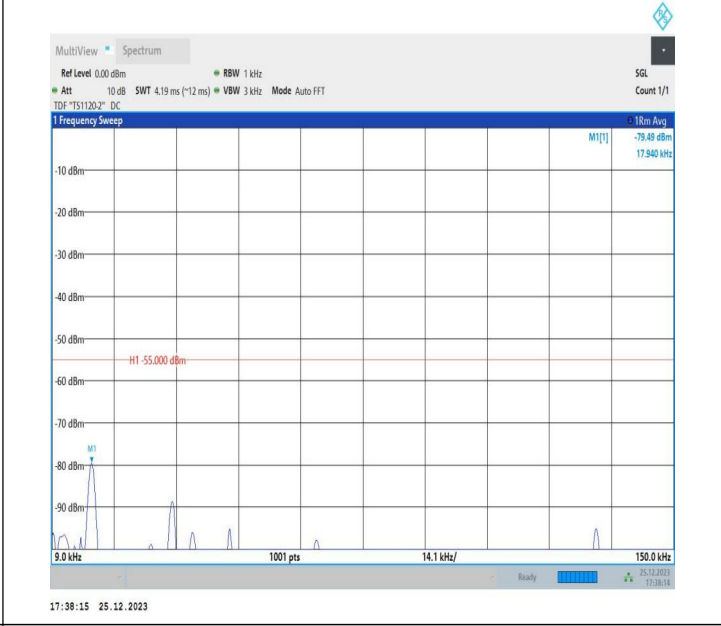 MultiView Spectrum
Ref Level 0.00 dBm RBW 1 kHz SGL
Att 10 dB SWT 4.19 ms (~12 ms) VBW 3 kHz Mode Auto FFT Count 1/1
TDF "TS1120-2" DC
1 Frequency Sweep 1Rm Avg
M1[1] -79.49 dBm
17.940 kHz
-10 dBm
-20 dBm
-30 dBm
-40 dBm
-50 dBm
H1 -55.000 dBm
-60 dBm
-70 dBm
M1
-80 dBm
-90 dBm
9.0 kHz 1001 pts 14.1 kHz/ 150.0 kHz
Ready 25.12.2023
17:38:14
17:38:15 25.12.2023